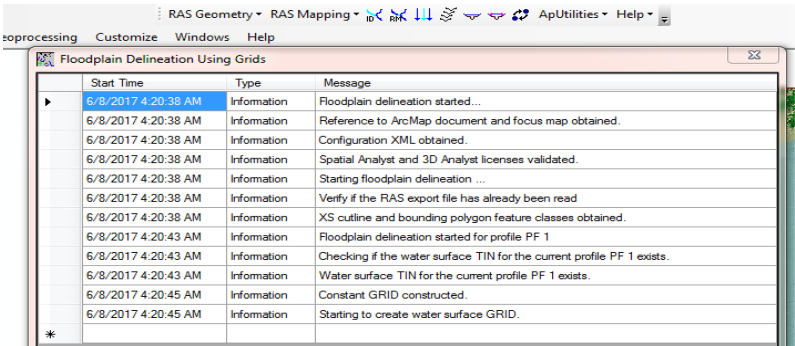 RAS Geometry RAS Mapping ID RM ApUtilities Help
eoprocessing Customize Windows Help
Floodplain Delineation Using Grids
Start Time Type Message
6/8/2017 4:20:38 AM Information Floodplain delineation started...
6/8/2017 4:20:38 AM Information Reference to ArcMap document and focus map obtained.
6/8/2017 4:20:38 AM Information Configuration XML obtained.
6/8/2017 4:20:38 AM Information Spatial Analyst and 3D Analyst licenses validated.
6/8/2017 4:20:38 AM Information Starting floodplain delineation ...
6/8/2017 4:20:38 AM Information Verify if the RAS export file has already been read
6/8/2017 4:20:38 AM Information XS cutline and bounding polygon feature classes obtained.
6/8/2017 4:20:43 AM Information Floodplain delineation started for profile PF 1
6/8/2017 4:20:43 AM Information Checking if the water surface TIN for the current profile PF 1 exists.
6/8/2017 4:20:43 AM Information Water surface TIN for the current profile PF 1 exists.
6/8/2017 4:20:45 AM Information Constant GRID constructed.
6/8/2017 4:20:45 AM Information Starting to create water surface GRID.